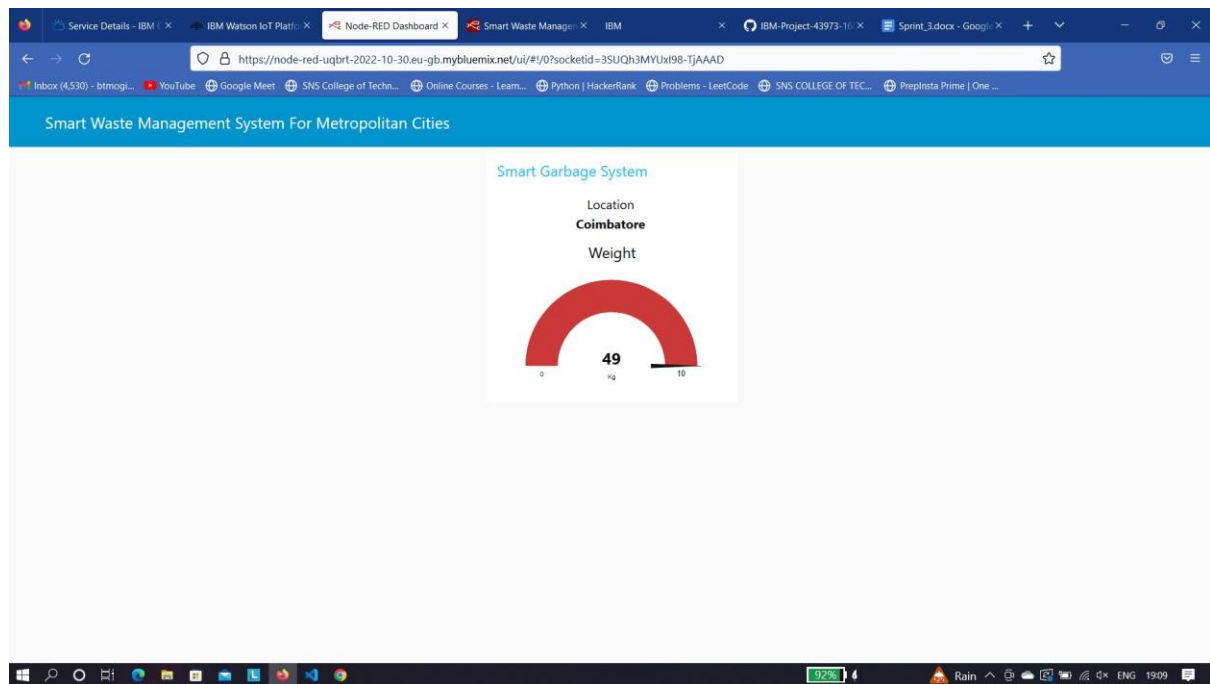 Service Details - IBM C
IBM Watson IoT Platfo
Node-RED Dashboard
Smart Waste Managem
IBM
IBM-Project-43973-16
Sprint_3.docx - Google
https://node-red-uqbrt-2022-10-30.eu-gb.mybluemix.net/ui/#!/0?socketid=3SUQh3MYUxI98-TjAAAD
Inbox (4,530) - btmogi...
YouTube
Google Meet
SNS College of Techn...
Online Courses - Learn...
Python | HackerRank
Problems - LeetCode
SNS COLLEGE OF TEC...
PrepInsta Prime | One ...
Smart Waste Management System For Metropolitan Cities
Smart Garbage System
Location
Coimbatore
Weight
49
0
Kg
10
92%
Rain
ENG
19:09